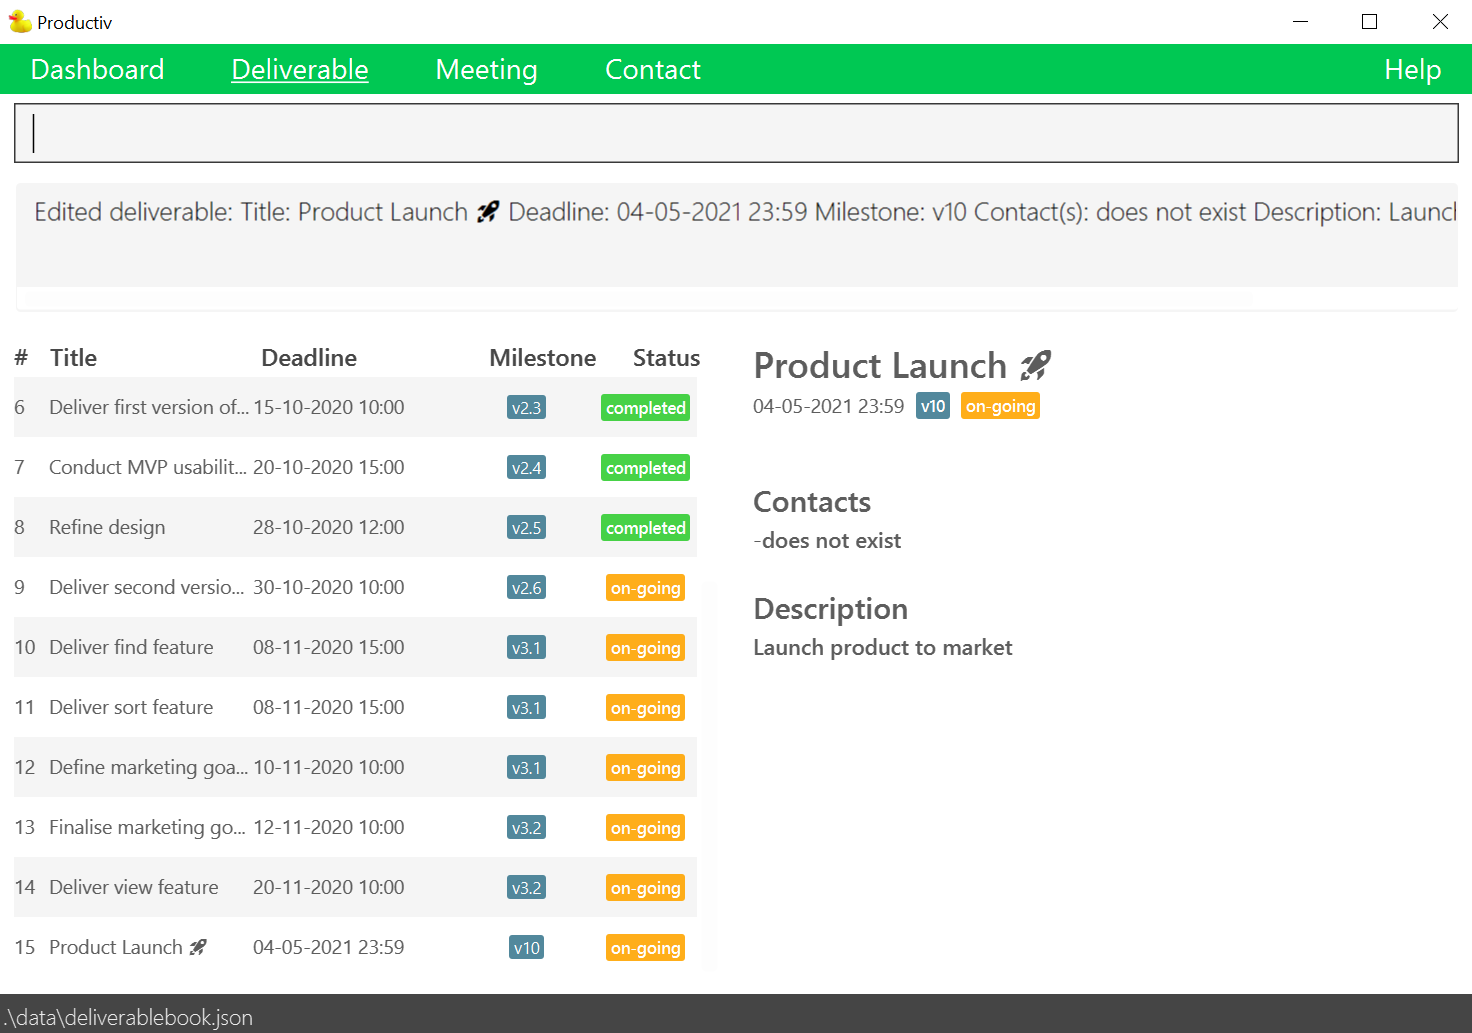 Productiv
Dashboard Deliverable Meeting Contact Help
Edited deliverable: Title: Product Launch 🚀 Deadline: 04-05-2021 23:59 Milestone: v10 Contact(s): does not exist Description: Launch
# Title Deadline Milestone Status
6 Deliver first version of... 15-10-2020 10:00 v2.3 completed
7 Conduct MVP usabilit... 20-10-2020 15:00 v2.4 completed
8 Refine design 28-10-2020 12:00 v2.5 completed
9 Deliver second versio... 30-10-2020 10:00 v2.6 on-going
10 Deliver find feature 08-11-2020 15:00 v3.1 on-going
11 Deliver sort feature 08-11-2020 15:00 v3.1 on-going
12 Define marketing goa... 10-11-2020 10:00 v3.1 on-going
13 Finalise marketing go... 12-11-2020 10:00 v3.2 on-going
14 Deliver view feature 20-11-2020 10:00 v3.2 on-going
15 Product Launch 🚀 04-05-2021 23:59 v10 on-going
Product Launch 🚀
04-05-2021 23:59 v10 on-going
Contacts
-does not exist
Description
Launch product to market
.\data\deliverablebook.json